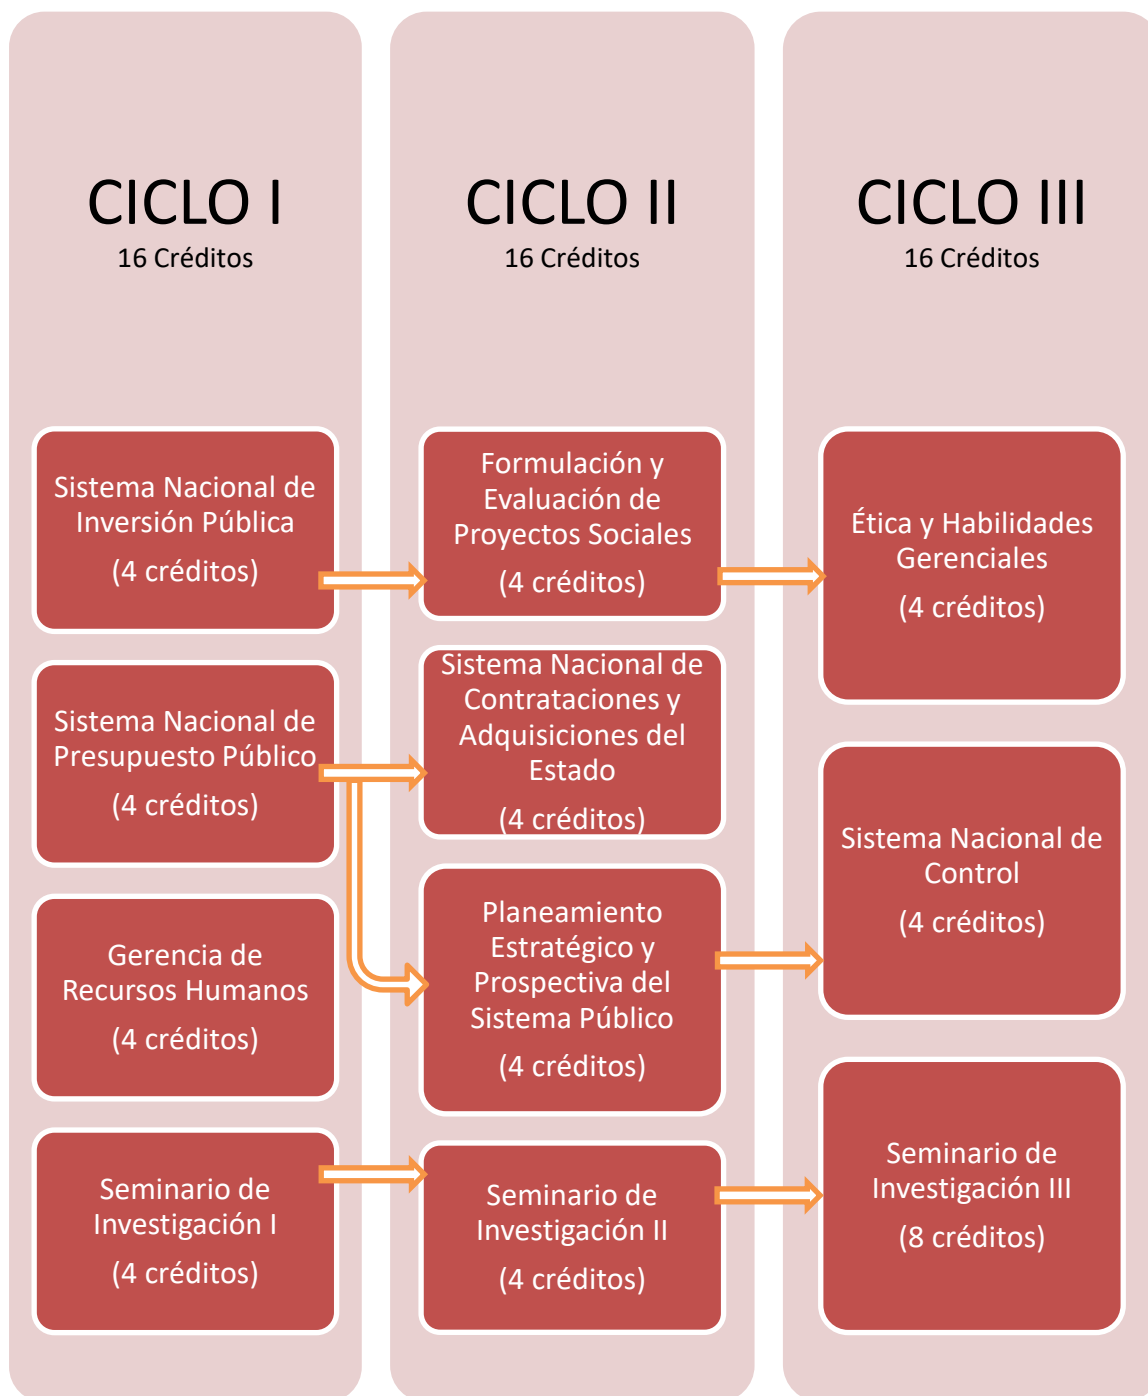 CICLO I
16 Créditos
Sistema Nacional de
Inversión Pública
(4 créditos)
Sistema Nacional de
Presupuesto Público
(4 créditos)
Gerencia de
Recursos Humanos
(4 créditos)
Seminario de
Investigación I
(4 créditos)
CICLO II
16 Créditos
Formulación y
Evaluación de
Proyectos Sociales
(4 créditos)
Sistema Nacional de
Contrataciones y
Adquisiciones del
Estado
(4 créditos)
Planeamiento
Estratégico y
Prospectiva del
Sistema Público
(4 créditos)
Seminario de
Investigación II
(4 créditos)
CICLO III
16 Créditos
Ética y Habilidades
Gerenciales
(4 créditos)
Sistema Nacional de
Control
(4 créditos)
Seminario de
Investigación III
(8 créditos)